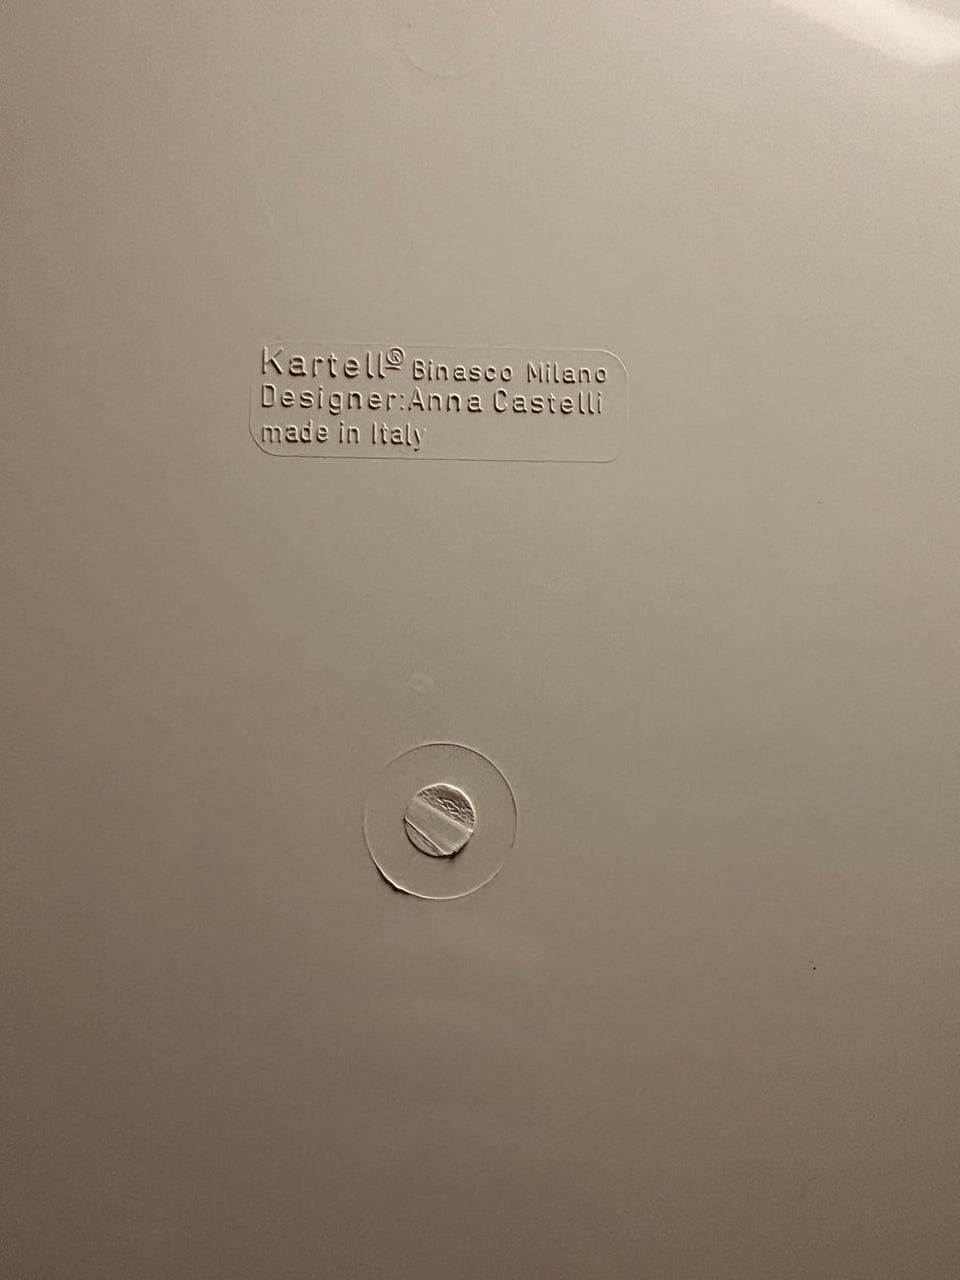 Kartell® Binasco Milano
Designer:Anna Castelli
made in Italy